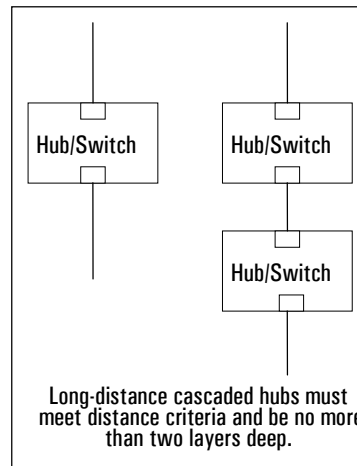 Hub/Switch
Hub/Switch
Hub/Switch
Long-distance cascaded hubs must
meet distance criteria and be no more
than two layers deep.